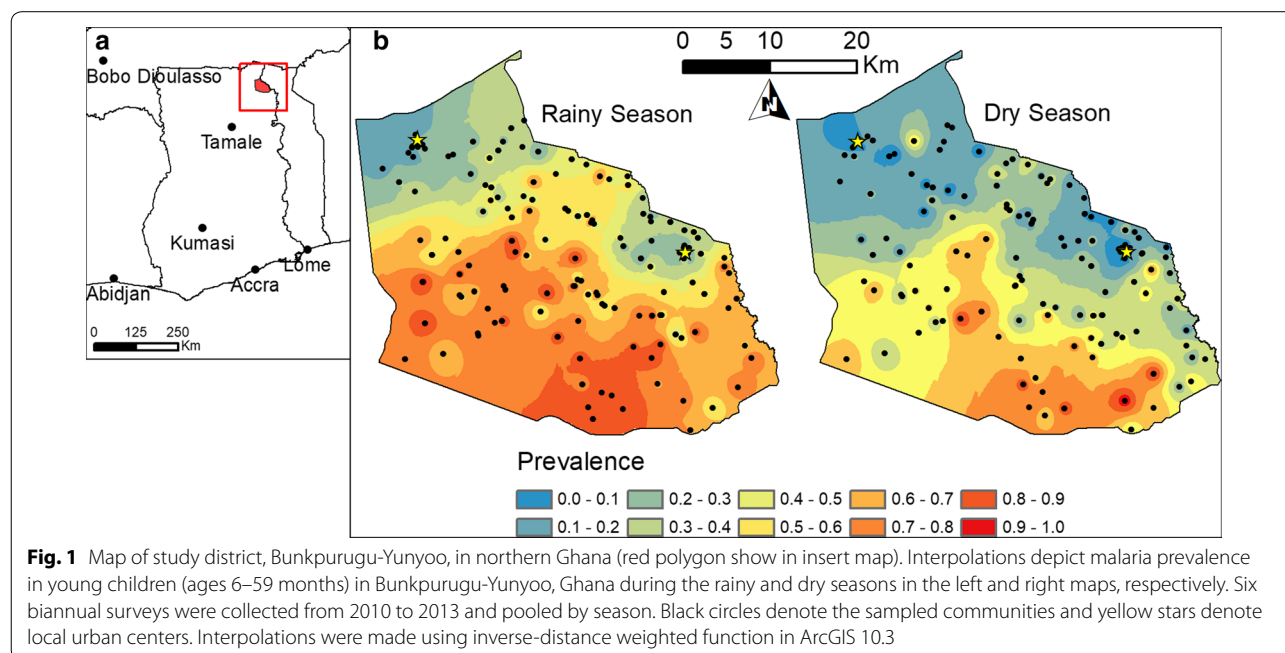 a
Bobo Dioulasso
Tamale
Kumasi
Lome
Accra
Abidjan
0 125 250
Km
b
0 5 10 20
Km
N
Rainy Season
Dry Season
Prevalence
0.0 - 0.1 0.2 - 0.3 0.4 - 0.5 0.6 - 0.7 0.8 - 0.9
0.1 - 0.2 0.3 - 0.4 0.5 - 0.6 0.7 - 0.8 0.9 - 1.0
Fig. 1 Map of study district, Bunkpurugu-Yunyoo, in northern Ghana (red polygon show in insert map). Interpolations depict malaria prevalence
in young children (ages 6–59 months) in Bunkpurugu-Yunyoo, Ghana during the rainy and dry seasons in the left and right maps, respectively. Six
biannual surveys were collected from 2010 to 2013 and pooled by season. Black circles denote the sampled communities and yellow stars denote
local urban centers. Interpolations were made using inverse-distance weighted function in ArcGIS 10.3